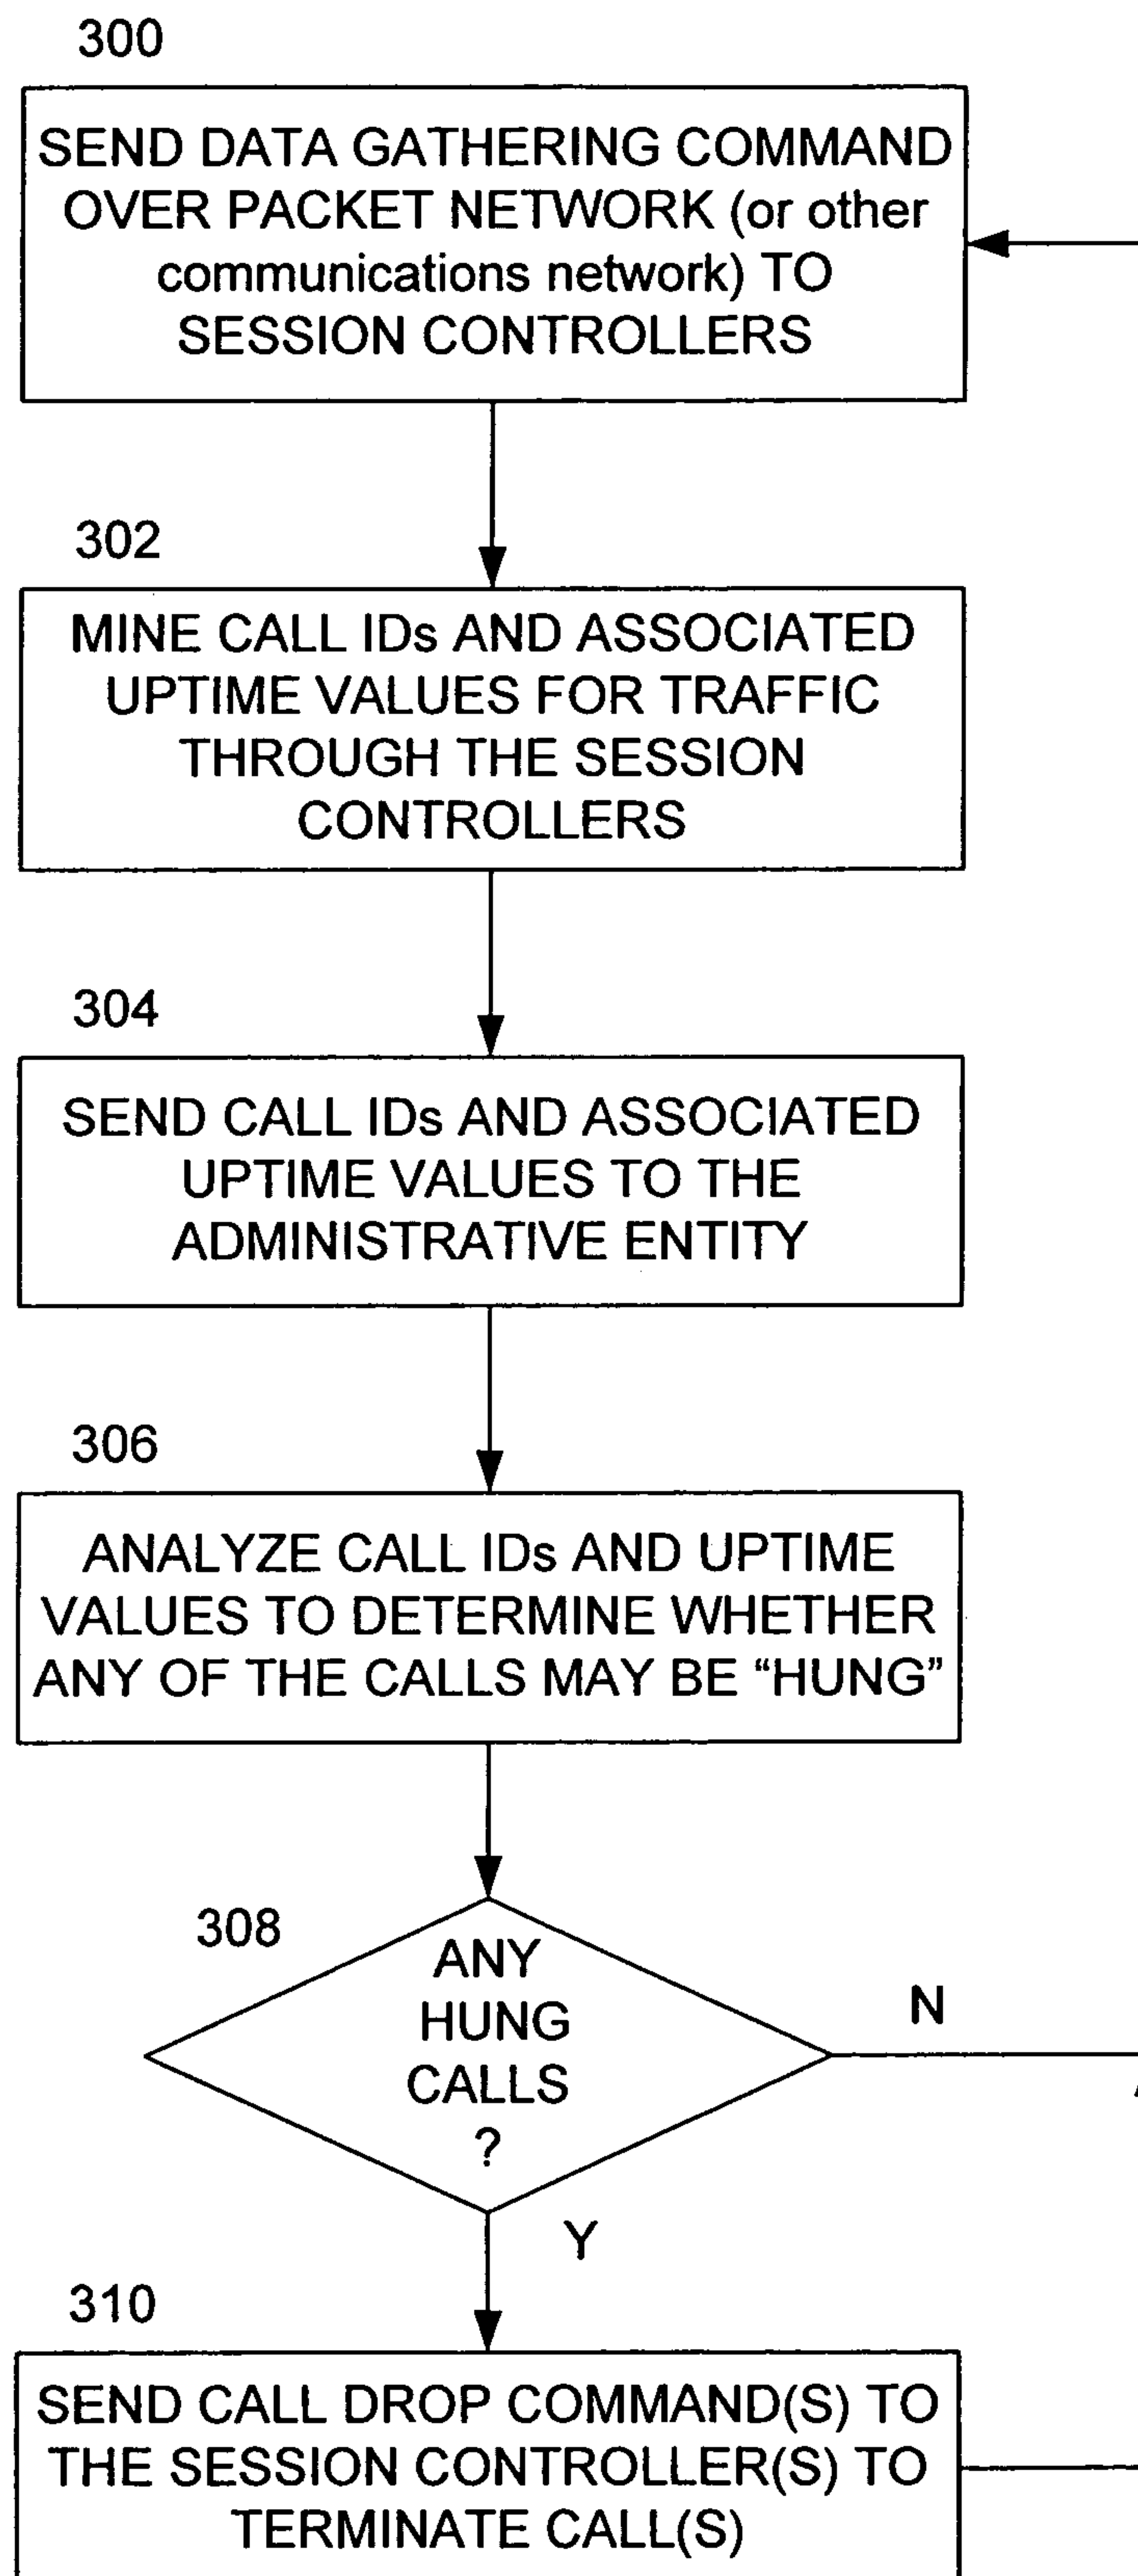 300
SEND DATA GATHERING COMMAND
OVER PACKET NETWORK (or other
communications network) TO
SESSION CONTROLLERS
302
MINE CALL IDs AND ASSOCIATED
UPTIME VALUES FOR TRAFFIC
THROUGH THE SESSION
CONTROLLERS
304
SEND CALL IDs AND ASSOCIATED
UPTIME VALUES TO THE
ADMINISTRATIVE ENTITY
306
ANALYZE CALL IDs AND UPTIME
VALUES TO DETERMINE WHETHER
ANY OF THE CALLS MAY BE “HUNG”
308
ANY
HUNG
CALLS
?
N
Y
310
SEND CALL DROP COMMAND(S) TO
THE SESSION CONTROLLER(S) TO
TERMINATE CALL(S)